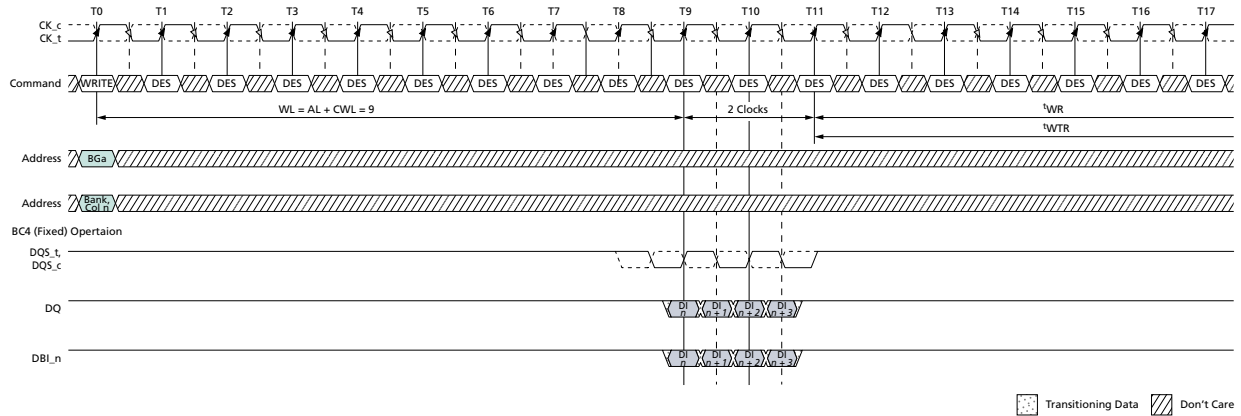 T0 T1 T2 T3 T4 T5 T6 T7 T8 T9 T10 T11 T12 T13 T14 T15 T16 T17
CK_c
CK_t
Command WRITE DES DES DES DES DES DES DES DES DES DES DES DES DES DES DES DES DES
WL = AL + CWL = 9 2 Clocks tWR
tWTR
Address BGa
Address Bank, Col n
BC4 (Fixed) Opertaion
DQS_t,
DQS_c
DQ DI n DI n + 1 DI n + 2 DI n + 3
DBI_n DI n DI n + 1 DI n + 2 DI n + 3
Transitioning Data Don't Care